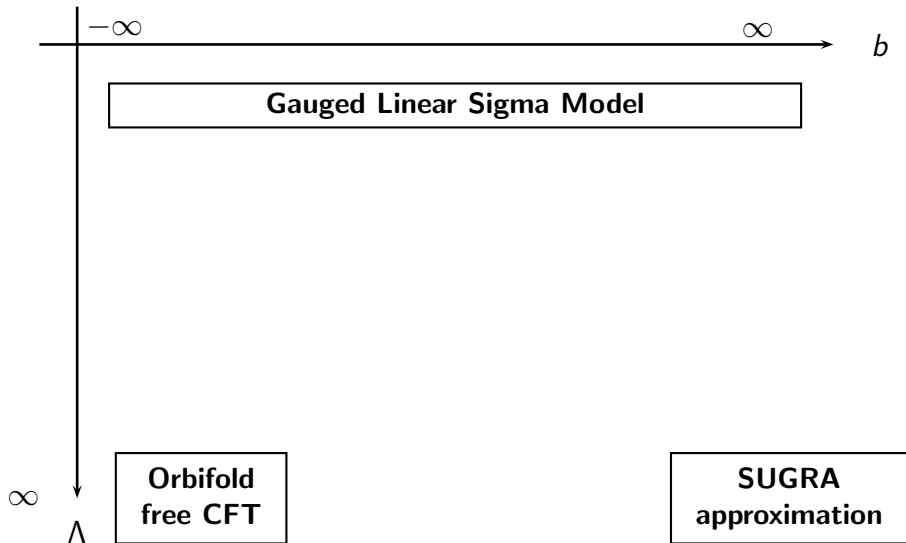 −∞
∞
b
Gauged Linear Sigma Model
Orbifold
free CFT
SUGRA
approximation
∞
Λ